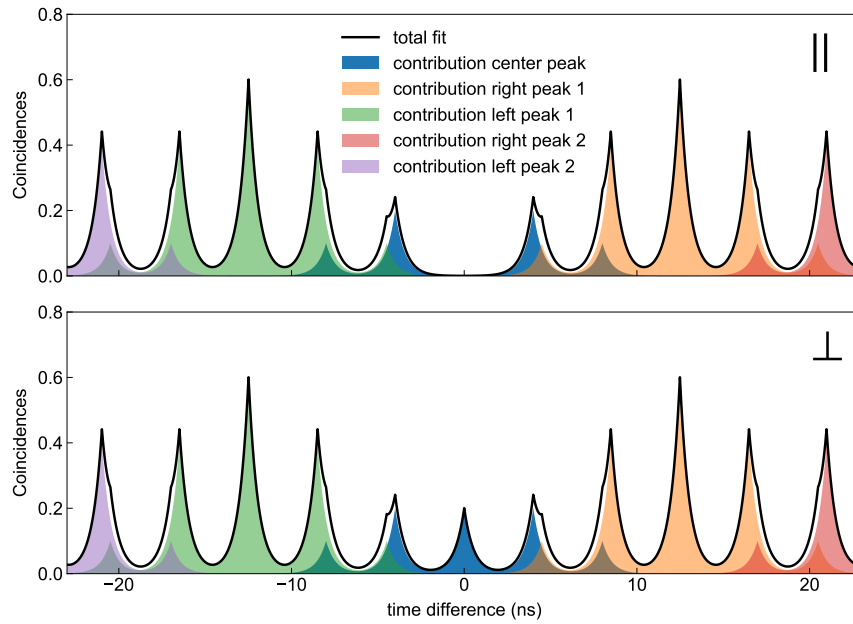 0.8
0.6
0.4
0.2
0.0
Coincidences
total fit
contribution center peak
contribution right peak 1
contribution left peak 1
contribution right peak 2
contribution left peak 2
||
0.8
0.6
0.4
0.2
0.0
Coincidences
⊥
−20
−10
0
10
20
time difference (ns)